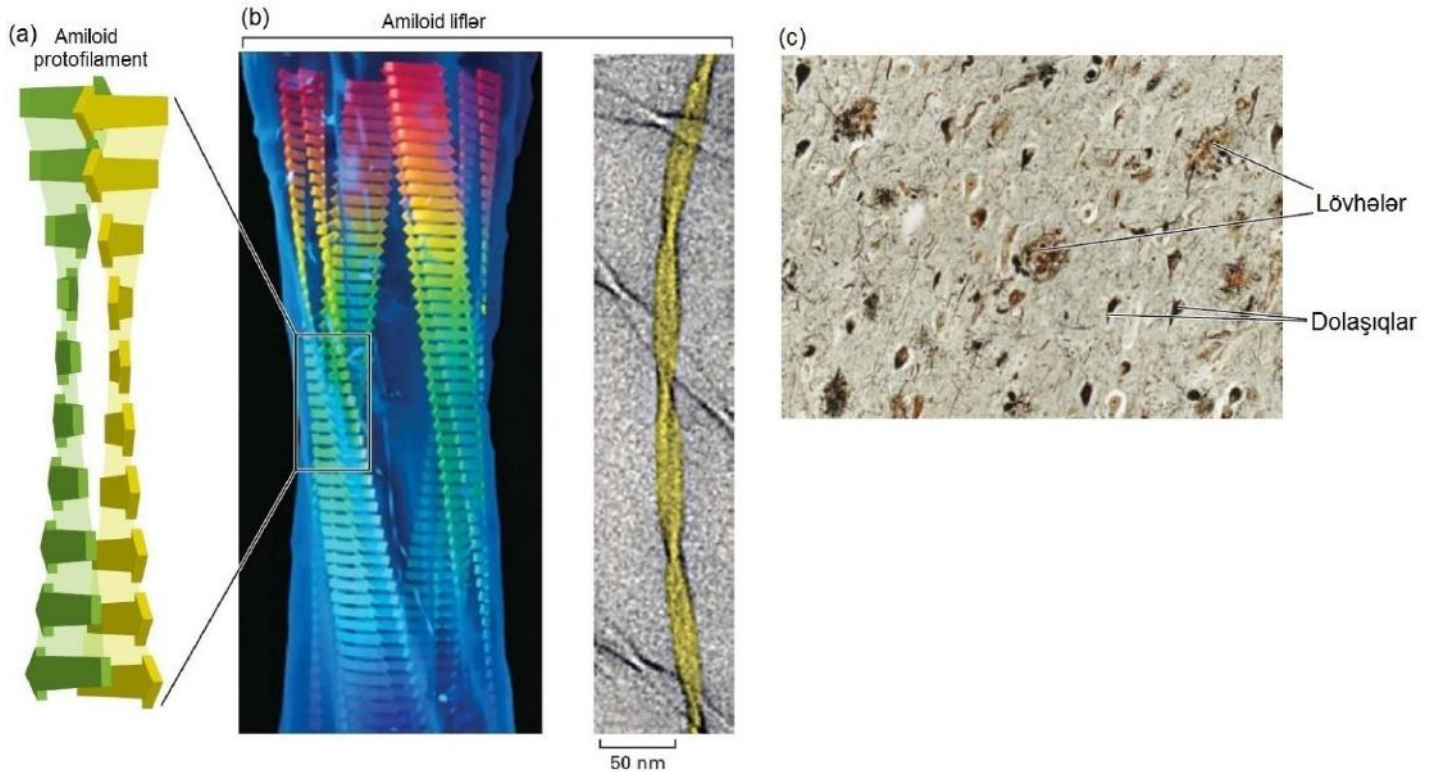 (a)
Amiloid
protofilament
(b)
Amiloid liflər
50 nm
(c)
Lövhələr
Dolaşıqlar